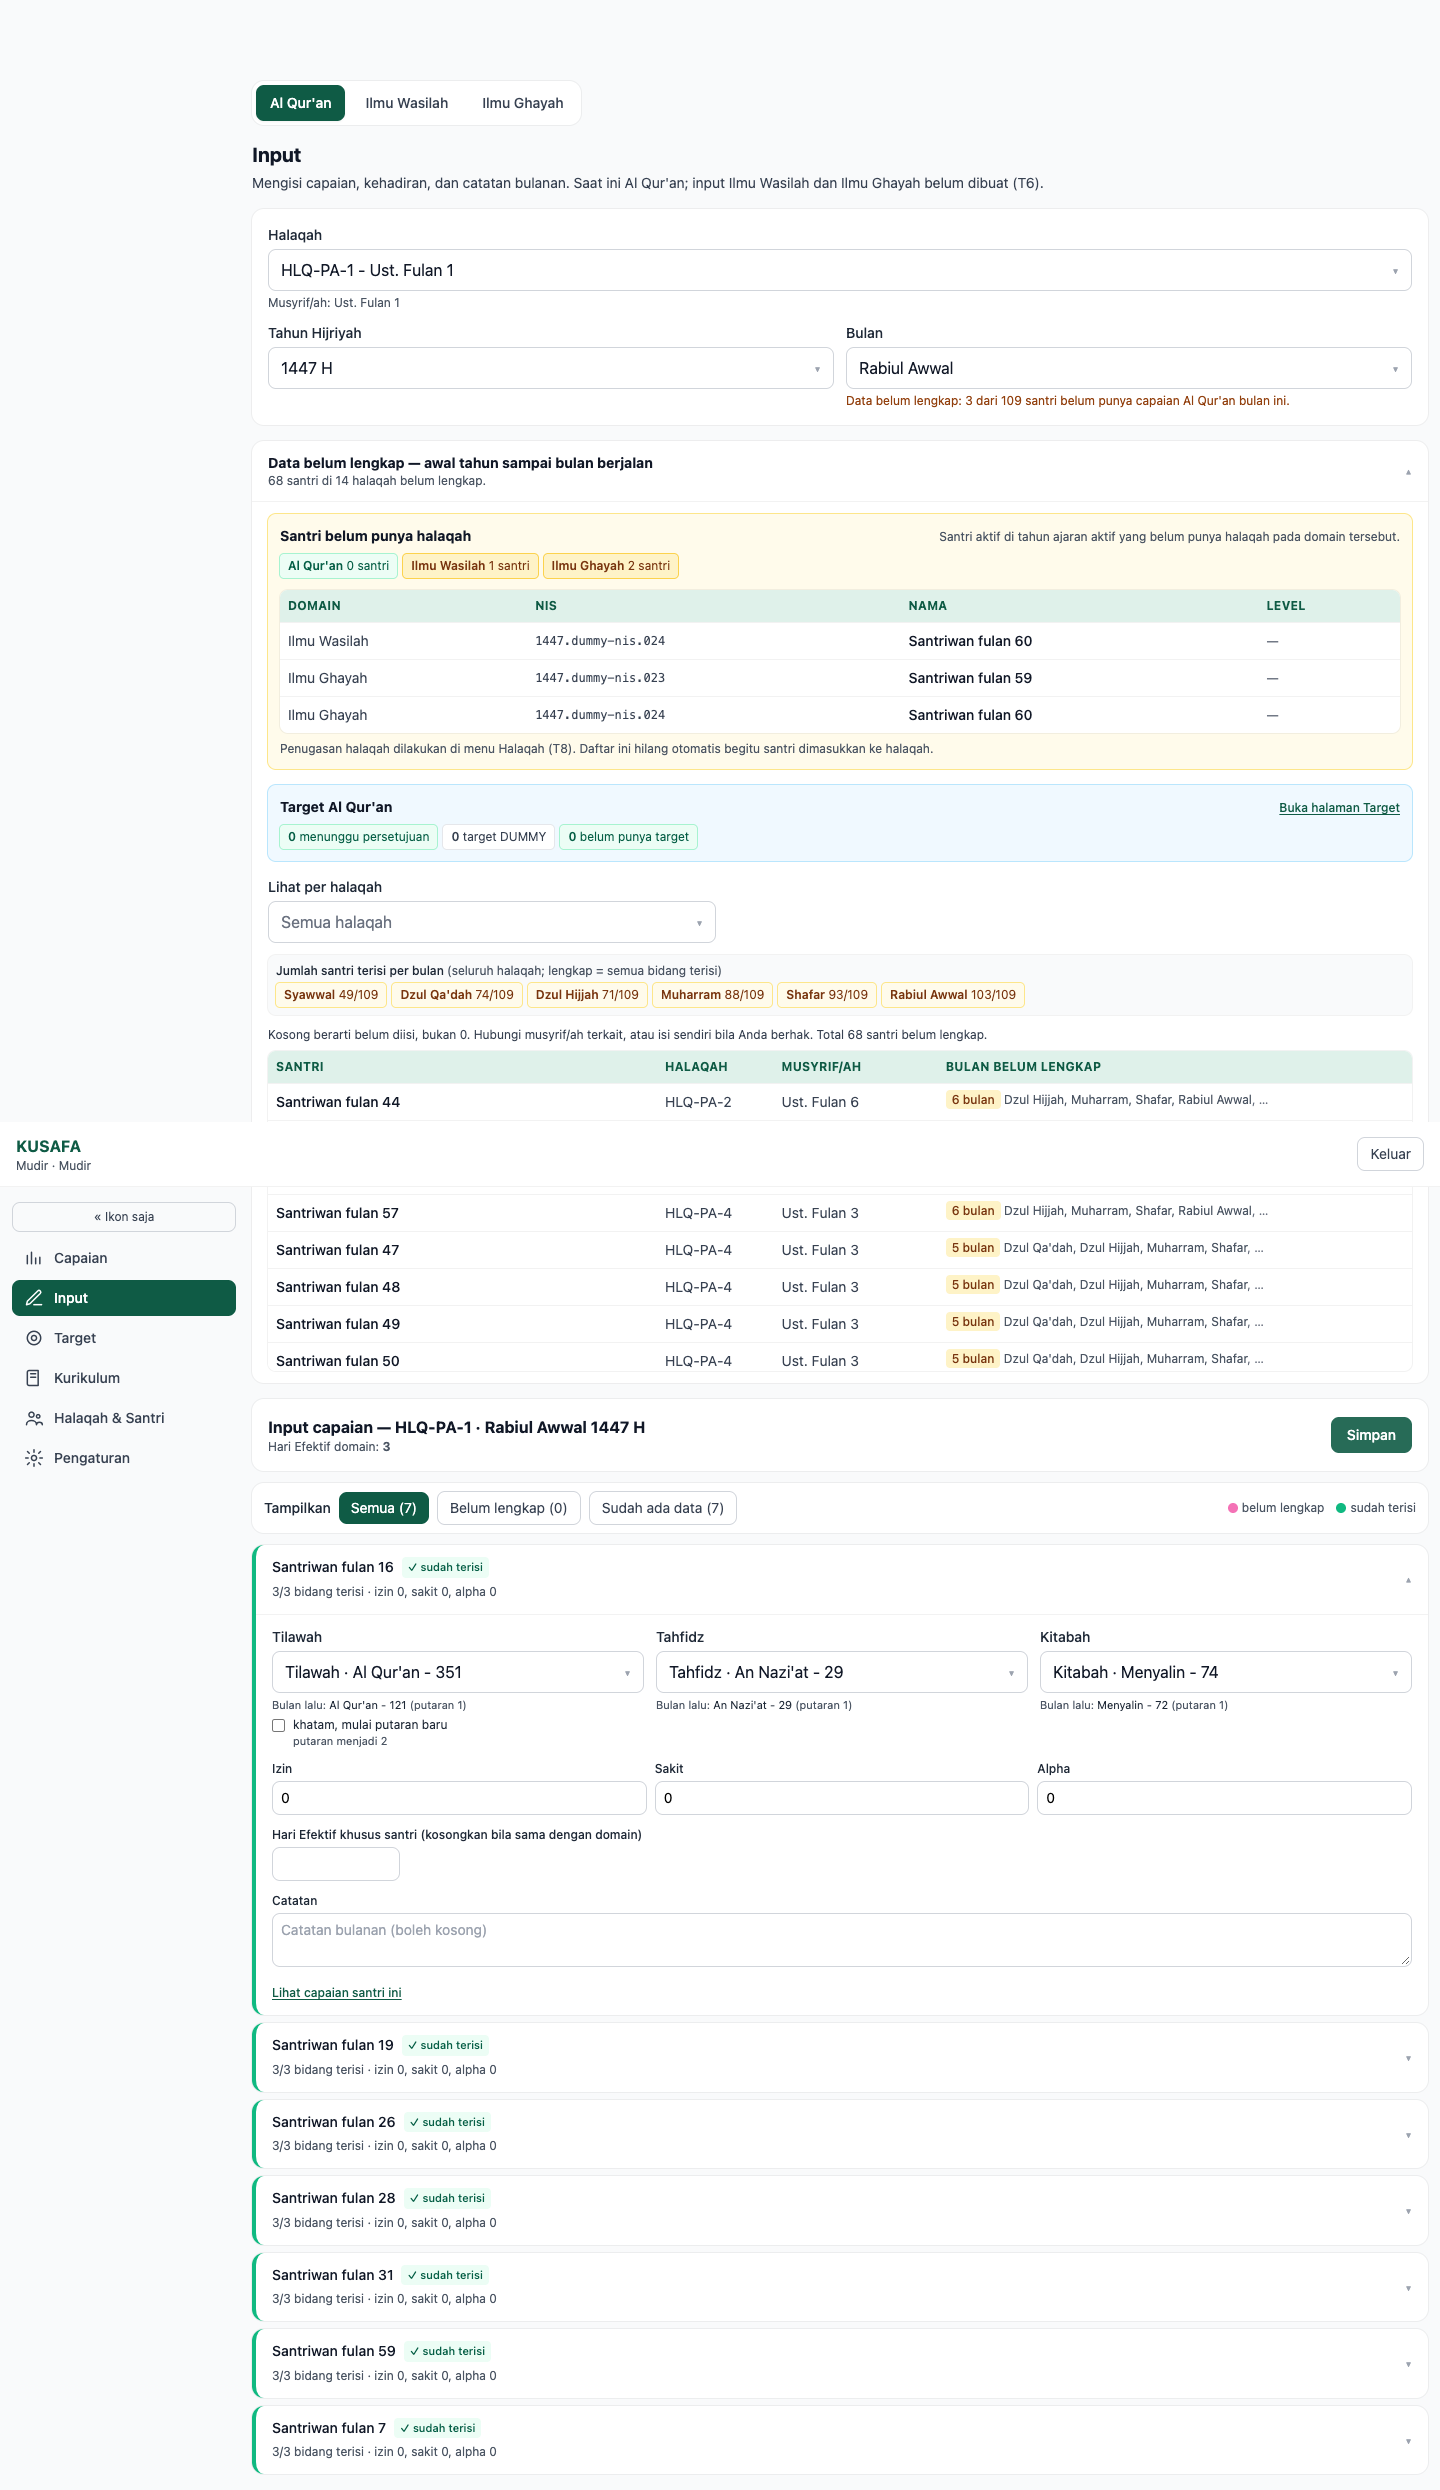 Al Qur'an Ilmu Wasilah Ilmu Ghayah
Input
Mengisi capaian, kehadiran, dan catatan bulanan. Saat ini Al Qur'an; input Ilmu Wasilah dan Ilmu Ghayah belum dibuat (T6).
Halaqah
HLQ-PA-1 - Ust. Fulan 1
Musyrif/ah: Ust. Fulan 1
Tahun Hijriyah Bulan
1447 H Rabiul Awwal
Data belum lengkap: 3 dari 109 santri belum punya capaian Al Qur'an bulan ini.
Data belum lengkap — awal tahun sampai bulan berjalan
68 santri di 14 halaqah belum lengkap.
Santri belum punya halaqah Santri aktif di tahun ajaran aktif yang belum punya halaqah pada domain tersebut.
Al Qur'an 0 santri Ilmu Wasilah 1 santri Ilmu Ghayah 2 santri
DOMAIN NIS NAMA LEVEL
Ilmu Wasilah 1447.dummy-nis.024 Santriwan fulan 60 —
Ilmu Ghayah 1447.dummy-nis.023 Santriwan fulan 59 —
Ilmu Ghayah 1447.dummy-nis.024 Santriwan fulan 60 —
Penugasan halaqah dilakukan di menu Halaqah (T8). Daftar ini hilang otomatis begitu santri dimasukkan ke halaqah.
Target Al Qur'an Buka halaman Target
0 menunggu persetujuan 0 target DUMMY 0 belum punya target
Lihat per halaqah
Semua halaqah
Jumlah santri terisi per bulan (seluruh halaqah; lengkap = semua bidang terisi)
Syawwal 49/109 Dzul Qa'dah 74/109 Dzul Hijjah 71/109 Muharram 88/109 Shafar 93/109 Rabiul Awwal 103/109
Kosong berarti belum diisi, bukan 0. Hubungi musyrif/ah terkait, atau isi sendiri bila Anda berhak. Total 68 santri belum lengkap.
SANTRI HALAQAH MUSYRIF/AH BULAN BELUM LENGKAP
Santriwan fulan 44 HLQ-PA-2 Ust. Fulan 6 6 bulan Dzul Hijjah, Muharram, Shafar, Rabiul Awwal, ...
KUSAFA
Mudir · Mudir
Keluar
« Ikon saja
Capaian
Input
Target
Kurikulum
Halaqah & Santri
Pengaturan
Santriwan fulan 57 HLQ-PA-4 Ust. Fulan 3 6 bulan Dzul Hijjah, Muharram, Shafar, Rabiul Awwal, ...
Santriwan fulan 47 HLQ-PA-4 Ust. Fulan 3 5 bulan Dzul Qa'dah, Dzul Hijjah, Muharram, Shafar, ...
Santriwan fulan 48 HLQ-PA-4 Ust. Fulan 3 5 bulan Dzul Qa'dah, Dzul Hijjah, Muharram, Shafar, ...
Santriwan fulan 49 HLQ-PA-4 Ust. Fulan 3 5 bulan Dzul Qa'dah, Dzul Hijjah, Muharram, Shafar, ...
Santriwan fulan 50 HLQ-PA-4 Ust. Fulan 3 5 bulan Dzul Qa'dah, Dzul Hijjah, Muharram, Shafar, ...
Input capaian — HLQ-PA-1 · Rabiul Awwal 1447 H
Hari Efektif domain: 3
Simpan
Tampilkan Semua (7) Belum lengkap (0) Sudah ada data (7) belum lengkap sudah terisi
Santriwan fulan 16 ✓ sudah terisi
3/3 bidang terisi · izin 0, sakit 0, alpha 0
Tilawah Tahfidz Kitabah
Tilawah · Al Qur'an - 351 Tahfidz · An Nazi'at - 29 Kitabah · Menyalin - 74
Bulan lalu: Al Qur'an - 121 (putaran 1) Bulan lalu: An Nazi'at - 29 (putaran 1) Bulan lalu: Menyalin - 72 (putaran 1)
khatam, mulai putaran baru
putaran menjadi 2
Izin Sakit Alpha
0 0 0
Hari Efektif khusus santri (kosongkan bila sama dengan domain)
Catatan
Catatan bulanan (boleh kosong)
Lihat capaian santri ini
Santriwan fulan 19 ✓ sudah terisi
3/3 bidang terisi · izin 0, sakit 0, alpha 0
Santriwan fulan 26 ✓ sudah terisi
3/3 bidang terisi · izin 0, sakit 0, alpha 0
Santriwan fulan 28 ✓ sudah terisi
3/3 bidang terisi · izin 0, sakit 0, alpha 0
Santriwan fulan 31 ✓ sudah terisi
3/3 bidang terisi · izin 0, sakit 0, alpha 0
Santriwan fulan 59 ✓ sudah terisi
3/3 bidang terisi · izin 0, sakit 0, alpha 0
Santriwan fulan 7 ✓ sudah terisi
3/3 bidang terisi · izin 0, sakit 0, alpha 0